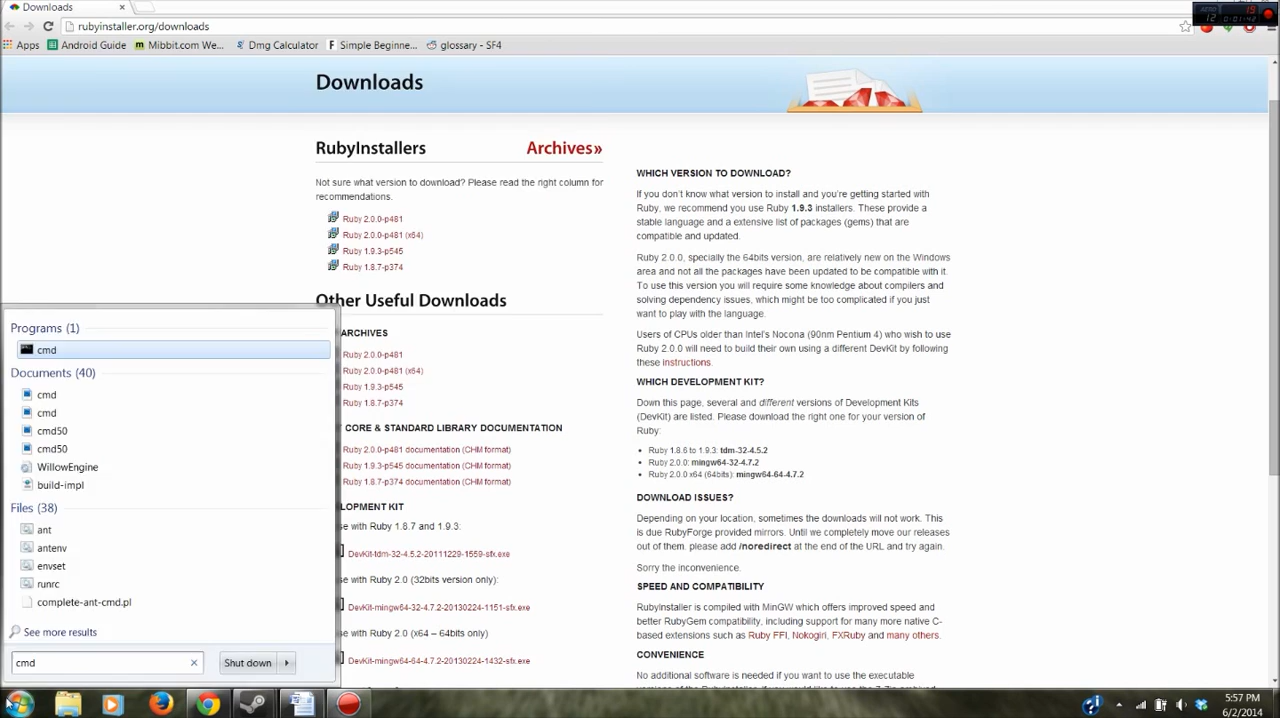 Downloads
rubyinstaller.org/downloads
Apps
Android Guide
Mibbit.com We...
Dmg Calculator
F Simple Beginne...
glossary - SF4
Downloads
RubyInstallers
Archives»
Not sure what version to download? Please read the right column for
recommendations.
Ruby 2.0.0-p481
Ruby 2.0.0-p481 (x64)
Ruby 1.9.3-p545
Ruby 1.8.7-p374
Other Useful Downloads
ARCHIVES
Ruby 2.0.0-p481
Ruby 2.0.0-p481 (x64)
Ruby 1.9.3-p545
Ruby 1.8.7-p374
CORE & STANDARD LIBRARY DOCUMENTATION
Ruby 2.0.0-p481 documentation (CHM format)
Ruby 1.9.3-p545 documentation (CHM format)
Ruby 1.8.7-p374 documentation (CHM format)
LOPMENT KIT
se with Ruby 1.8.7 and 1.9.3:
DevKit-tdm-32-4.5.2-20111229-1559-sfx.exe
se with Ruby 2.0 (32bits version only):
DevKit-mingw64-32-4.7.2-20130224-1151-sfx.exe
se with Ruby 2.0 (x64 – 64bits only)
DevKit-mingw64-64-4.7.2-20130224-1432-sfx.exe
WHICH VERSION TO DOWNLOAD?
If you don't know what version to install and you're getting started with
Ruby, we recommend you use Ruby 1.9.3 installers. These provide a
stable language and a extensive list of packages (gems) that are
compatible and updated.
Ruby 2.0.0, specially the 64bits version, are relatively new on the Windows
area and not all the packages have been updated to be compatible with it.
To use this version you will require some knowledge about compilers and
solving dependency issues, which might be too complicated if you just
want to play with the language.
Users of CPUs older than Intel's Nocona (90nm Pentium 4) who wish to use
Ruby 2.0.0 will need to build their own using a different DevKit by following
these instructions.
WHICH DEVELOPMENT KIT?
Down this page, several and different versions of Development Kits
(DevKit) are listed. Please download the right one for your version of
Ruby:
Ruby 1.8.6 to 1.9.3: tdm-32-4.5.2
Ruby 2.0.0: mingw64-32-4.7.2
Ruby 2.0.0 x64 (64bits): mingw64-64-4.7.2
DOWNLOAD ISSUES?
Depending on your location, sometimes the downloads will not work. This
is due RubyForge provided mirrors. Until we completely move our releases
out of them. please add /noredirect at the end of the URL and try again.
Sorry the inconvenience.
SPEED AND COMPATIBILITY
RubyInstaller is compiled with MinGW which offers improved speed and
better RubyGem compatibility, including support for many more native C-
based extensions such as Ruby FFI, Nokogiri, FXRuby and many others.
CONVENIENCE
No additional software is needed if you want to use the executable
Programs (1)
cmd
Documents (40)
cmd
cmd
cmd50
cmd50
WillowEngine
build-impl
Files (38)
ant
antenv
envset
runrc
complete-ant-cmd.pl
See more results
cmd
Shut down
5:57 PM
6/2/2014
19
12
0:01:42